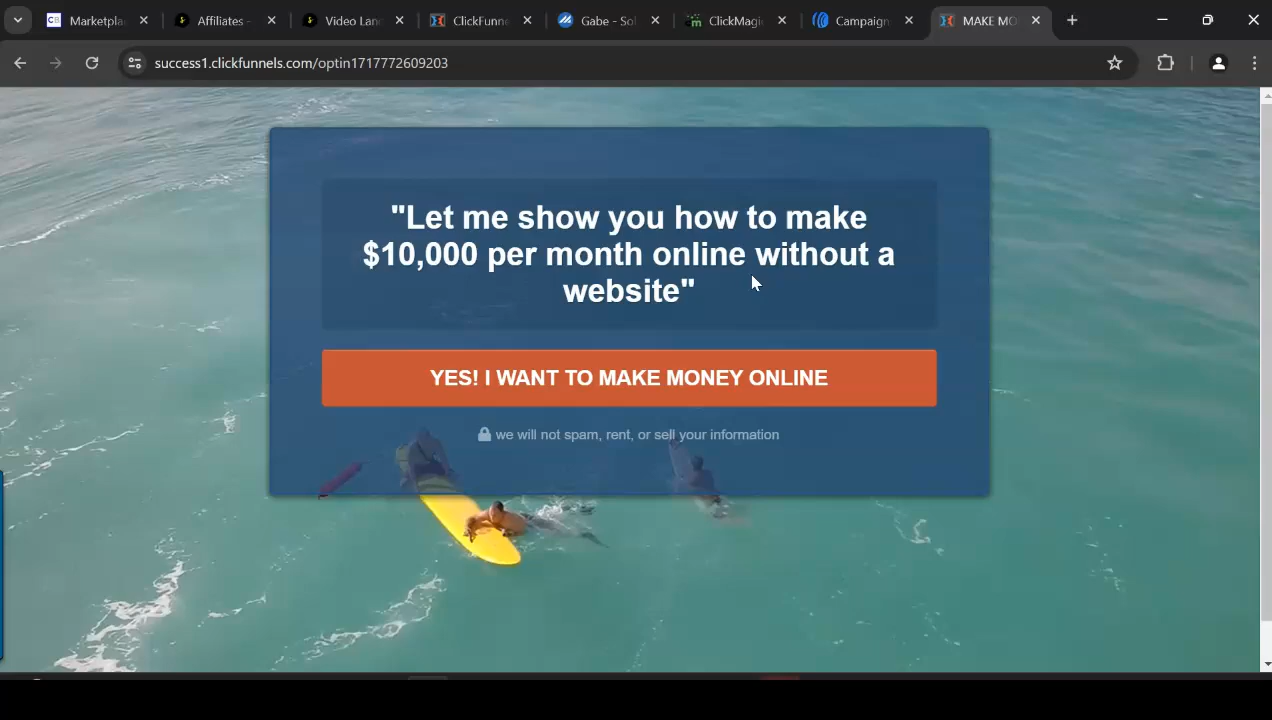 Marketpla
Affiliates -
Video Lan
ClickFunne
Gabe - Sol
ClickMagi
Campaign
MAKE MO
success1.clickfunnels.com/optin1717772609203
"Let me show you how to make
$10,000 per month online without a
website"
YES! I WANT TO MAKE MONEY ONLINE
we will not spam, rent, or sell your information